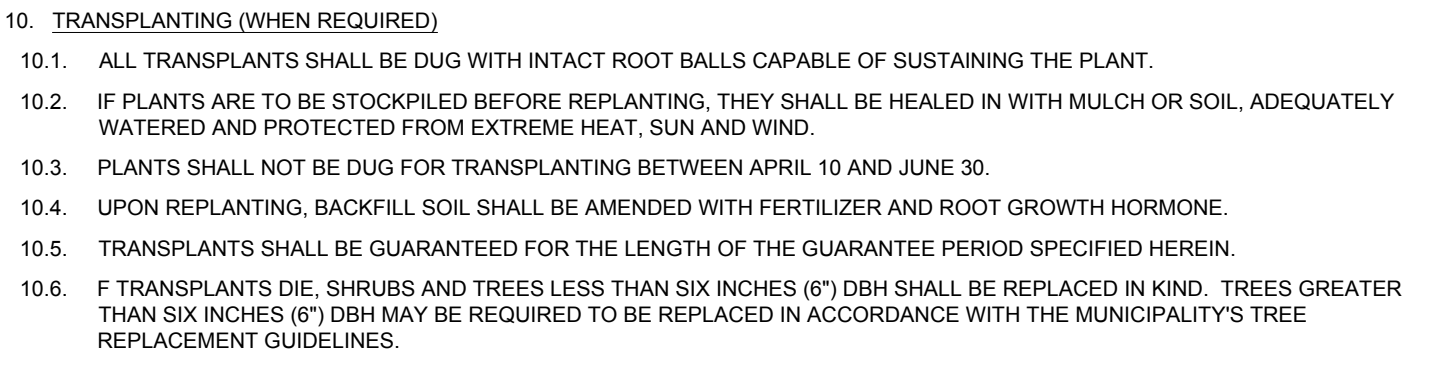 10. TRANSPLANTING (WHEN REQUIRED)
10.1. ALL TRANSPLANTS SHALL BE DUG WITH INTACT ROOT BALLS CAPABLE OF SUSTAINING THE PLANT.
10.2. IF PLANTS ARE TO BE STOCKPILED BEFORE REPLANTING, THEY SHALL BE HEALED IN WITH MULCH OR SOIL, ADEQUATELY
WATERED AND PROTECTED FROM EXTREME HEAT, SUN AND WIND.
10.3. PLANTS SHALL NOT BE DUG FOR TRANSPLANTING BETWEEN APRIL 10 AND JUNE 30.
10.4. UPON REPLANTING, BACKFILL SOIL SHALL BE AMENDED WITH FERTILIZER AND ROOT GROWTH HORMONE.
10.5. TRANSPLANTS SHALL BE GUARANTEED FOR THE LENGTH OF THE GUARANTEE PERIOD SPECIFIED HEREIN.
10.6. F TRANSPLANTS DIE, SHRUBS AND TREES LESS THAN SIX INCHES (6") DBH SHALL BE REPLACED IN KIND. TREES GREATER
THAN SIX INCHES (6") DBH MAY BE REQUIRED TO BE REPLACED IN ACCORDANCE WITH THE MUNICIPALITY'S TREE
REPLACEMENT GUIDELINES.